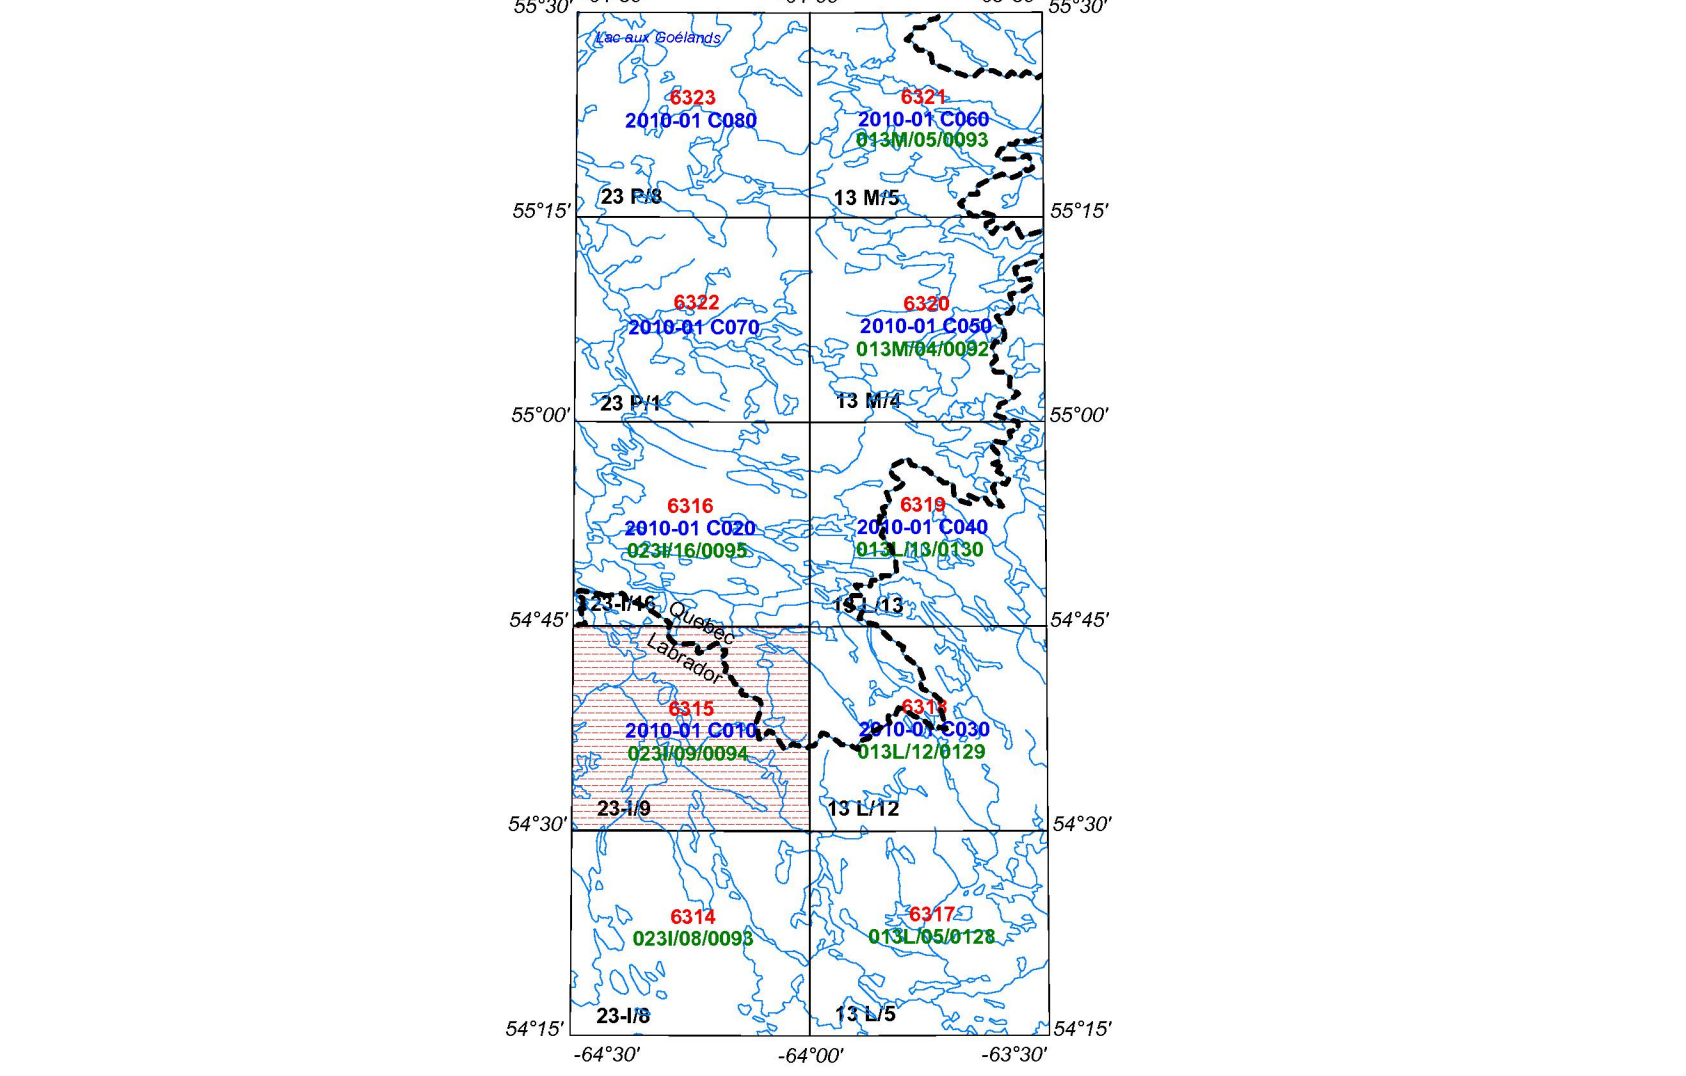 55°30' 55°30'
Lac aux Goélands
6323 6321
2010-01 C080 2010-01 C060
013M/05/0093
23 P/8 13 M/5
55°15' 55°15'
6322 6320
2010-01 C070 2010-01 C050
013M/04/0092
23 P/1 13 M/4
55°00' 55°00'
6316 6319
2010-01 C020 2010-01 C040
023I/16/0095 013L/13/0130
23-I/16 13 L/13
Quebec
54°45' 54°45'
Labrador
6315 6318
2010-01 C010 2010-01 C030
023I/09/0094 013L/12/0129
23-I/9 13 L/12
54°30' 54°30'
6314 6317
023I/08/0093 013L/05/0128
23-I/8 13 L/5
54°15' 54°15'
-64°30' -64°00' -63°30'